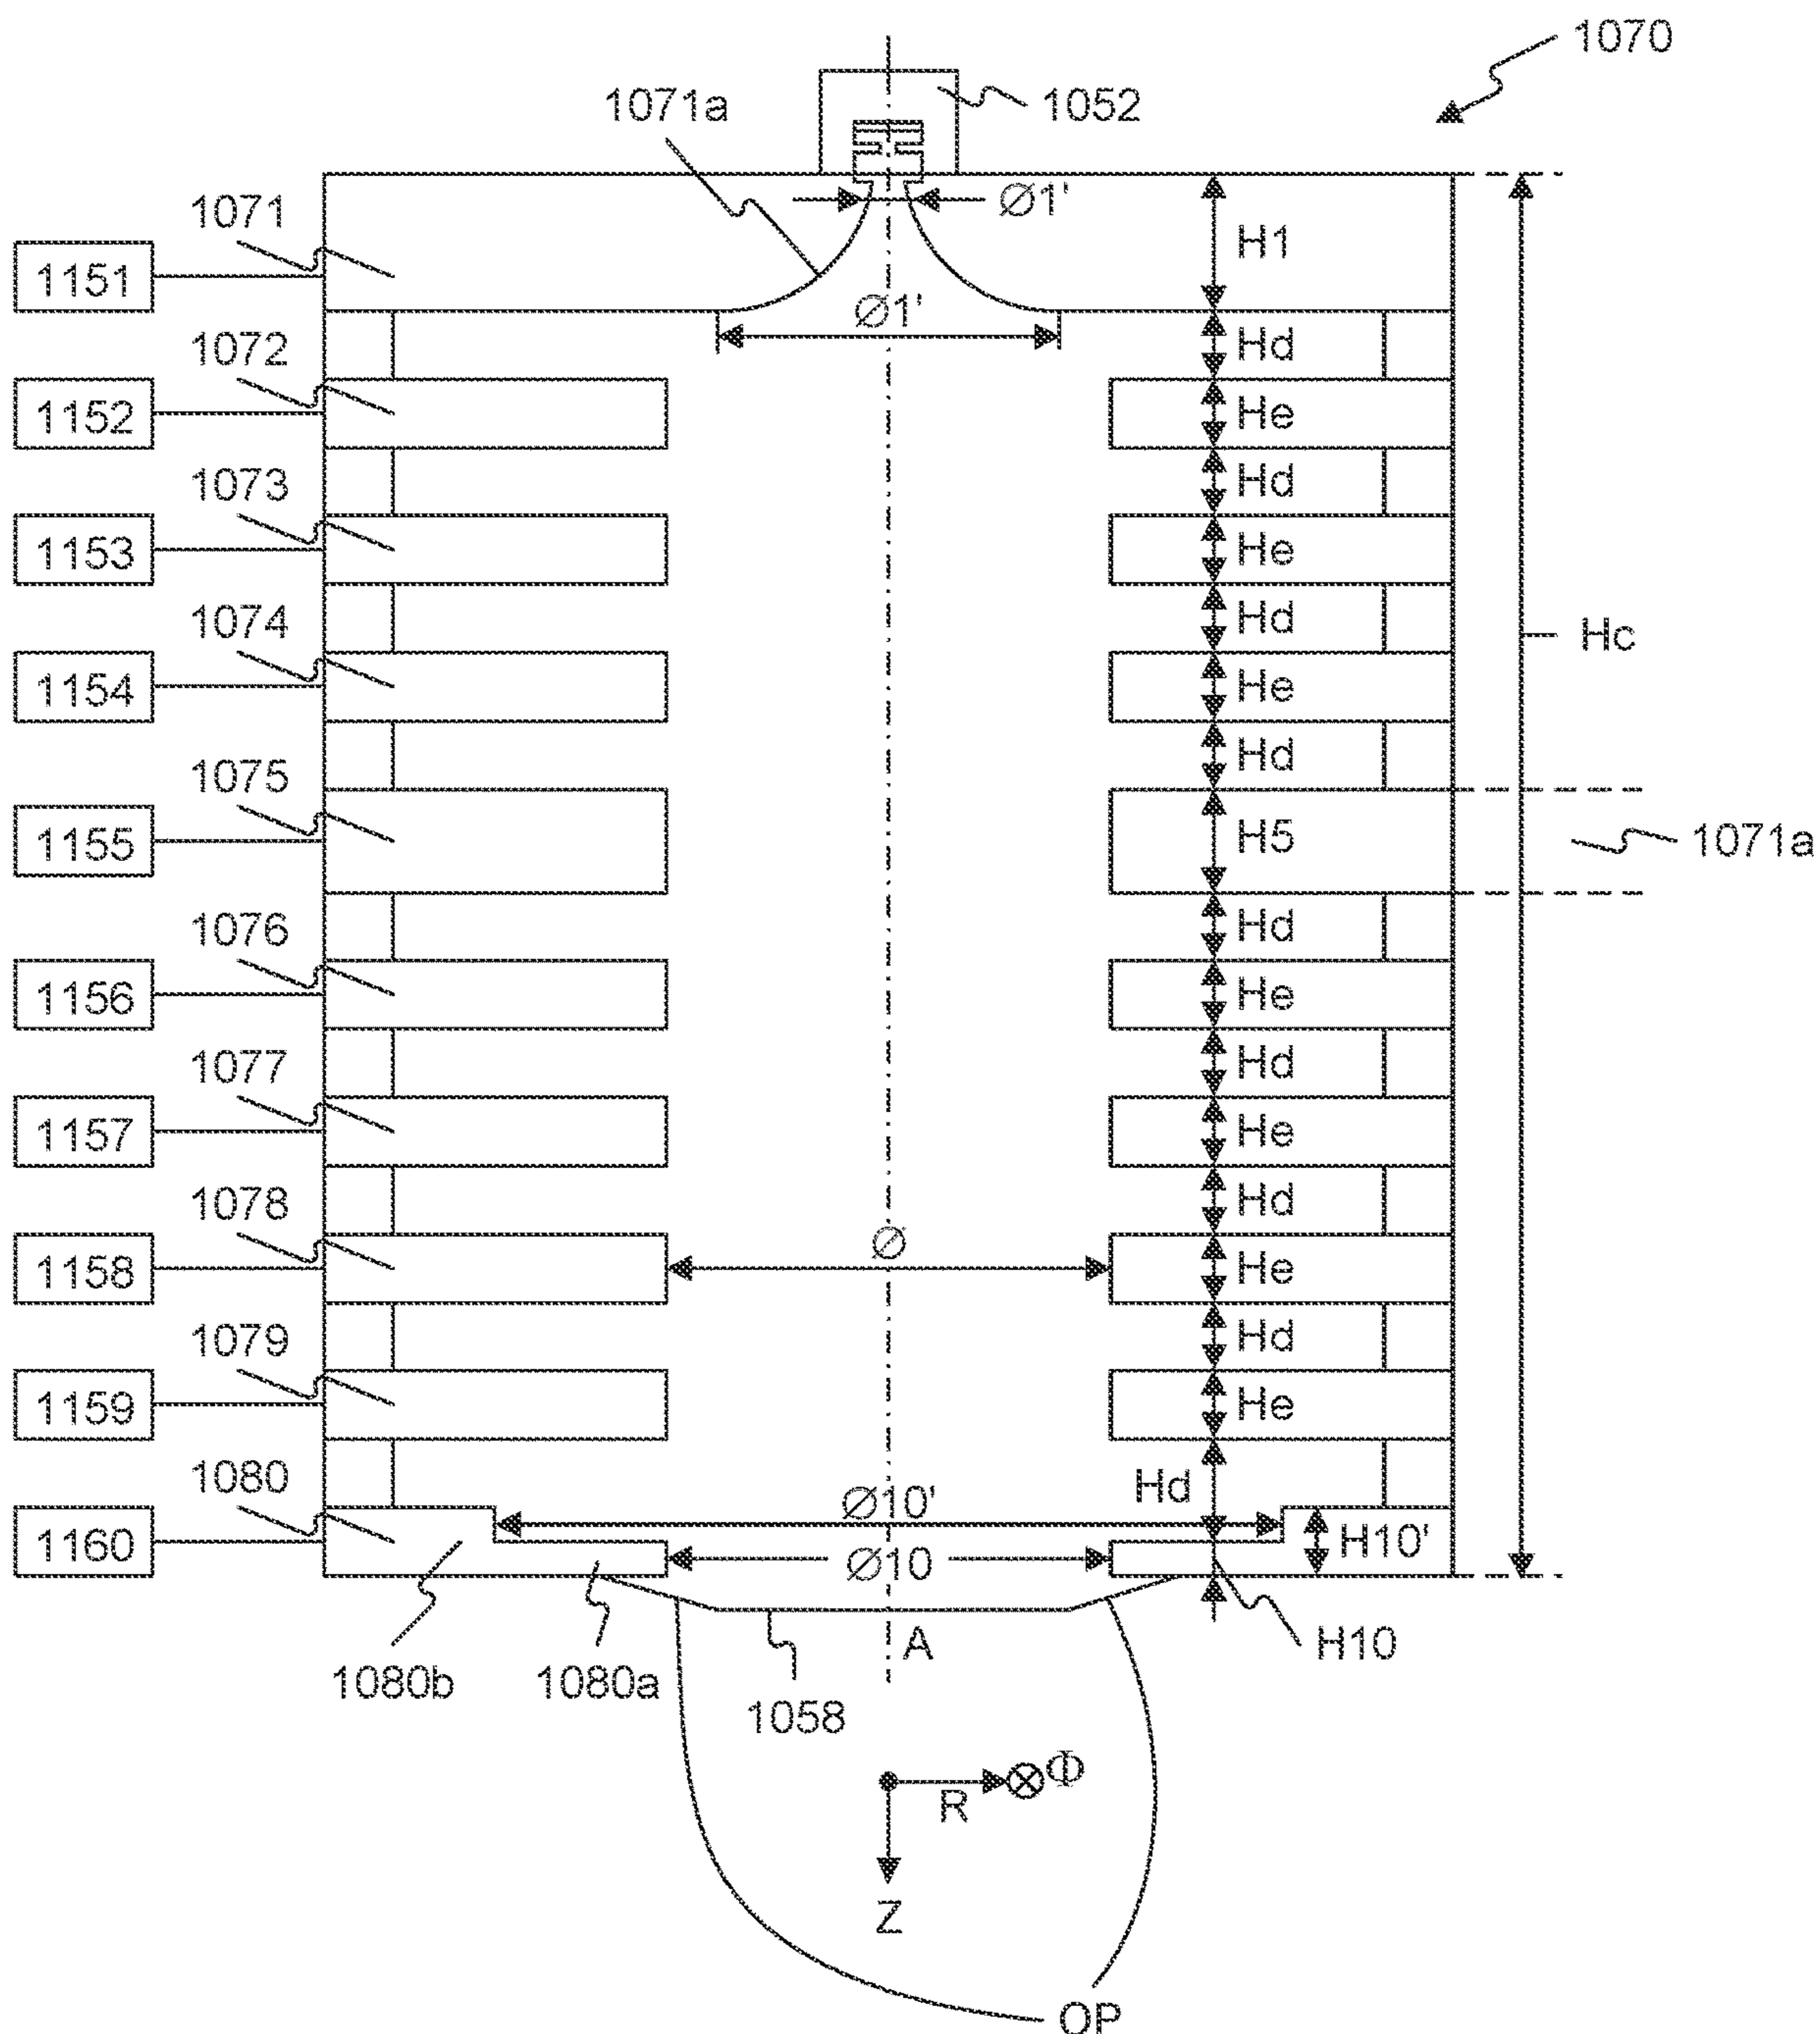 1070
1071a
1052
Ø1'
1071
H1
1151
Ø1'
Hd
1072
1152
He
1073
Hd
1153
He
1074
Hd
Hc
1154
He
Hd
1075
1155
H5
1071a
1076
Hd
1156
He
1077
Hd
1157
He
1078
Hd
Ø
1158
He
1079
Hd
1159
He
1080
Hd
Ø10'
1160
Ø10
H10'
A
H10
1080b
1080a
1058
Φ
R
Z
OP